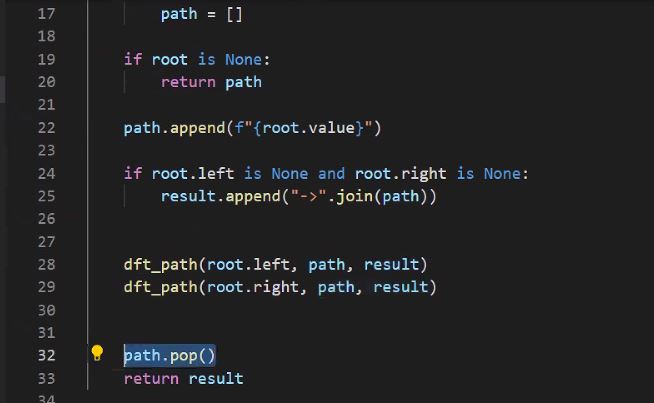 17 path = []
18
19 if root is None:
20 return path
21
22 path.append(f"{root.value}")
23
24 if root.left is None and root.right is None:
25 result.append("->".join(path))
26
27
28 dft_path(root.left, path, result)
29 dft_path(root.right, path, result)
30
31
32 path.pop()
33 return result
34